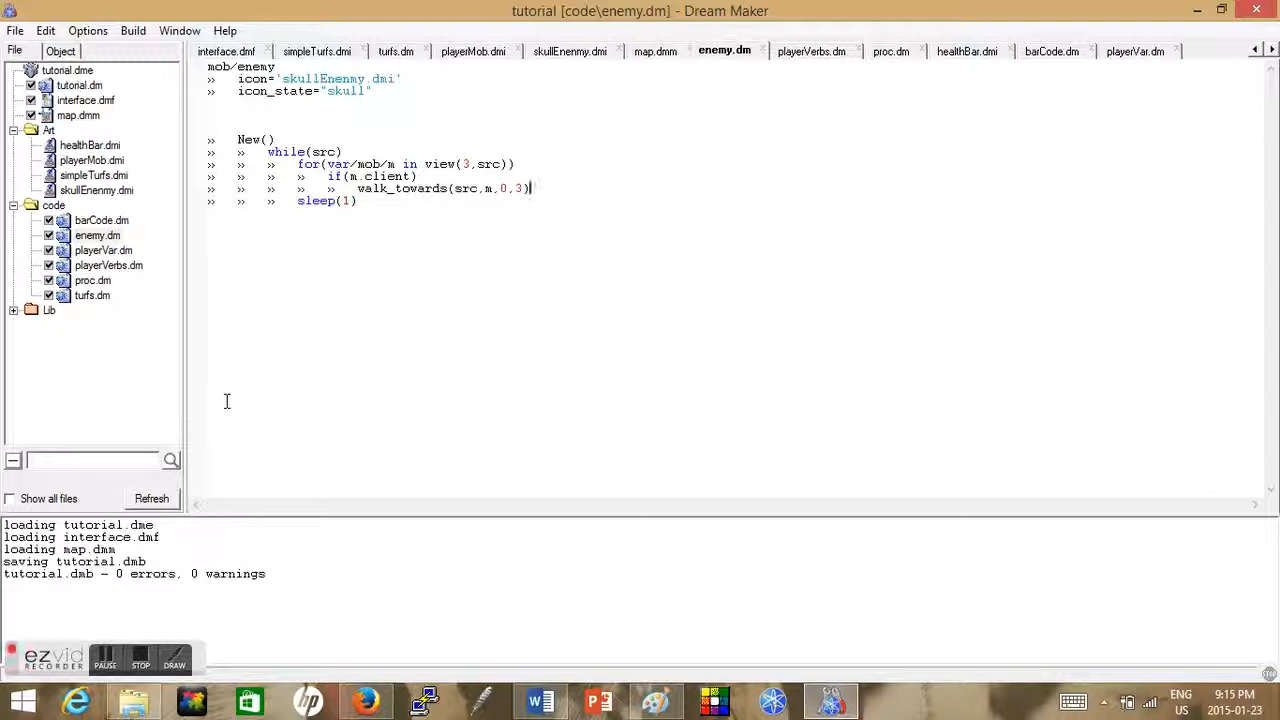 tutorial [code\enemy.dm] - Dream Maker
File Edit Options Build Window Help
File Object
interface.dmf simpleTurfs.dmi turfs.dm playerMob.dmi skullEnenmy.dmi map.dmm enemy.dm playerVerbs.dm proc.dm healthBar.dmi barCode.dm playerVar.dm
tutorial.dme
tutorial.dm
interface.dmf
map.dmm
Art
healthBar.dmi
playerMob.dmi
simpleTurfs.dmi
skullEnenmy.dmi
code
barCode.dm
enemy.dm
playerVar.dm
playerVerbs.dm
proc.dm
turfs.dm
Lib
Show all files Refresh
mob/enemy
» icon='skullEnenmy.dmi'
» icon_state="skull"
» New()
» » while(src)
» » » for(var/mob/m in view(3,src))
» » » » if(m.client)
» » » » » walk_towards(src,m,0,3)
» » » sleep(1)
loading tutorial.dme
loading interface.dmf
loading map.dmm
saving tutorial.dmb
tutorial.dmb - 0 errors, 0 warnings
ezvid
RECORDER
PAUSE STOP DRAW
ENG
US
9:15 PM
2015-01-23